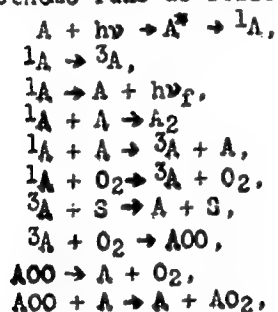 A + hν → A* → ¹A,
¹A → ³A,
¹A → A + hν_f,
¹A + A → A₂
¹A + A → ³A + A,
¹A + O₂ → ³A + O₂,
³A + S → A + S,
³A + O₂ → AOO,
AOO → A + O₂,
AOO + A → A + AO₂,